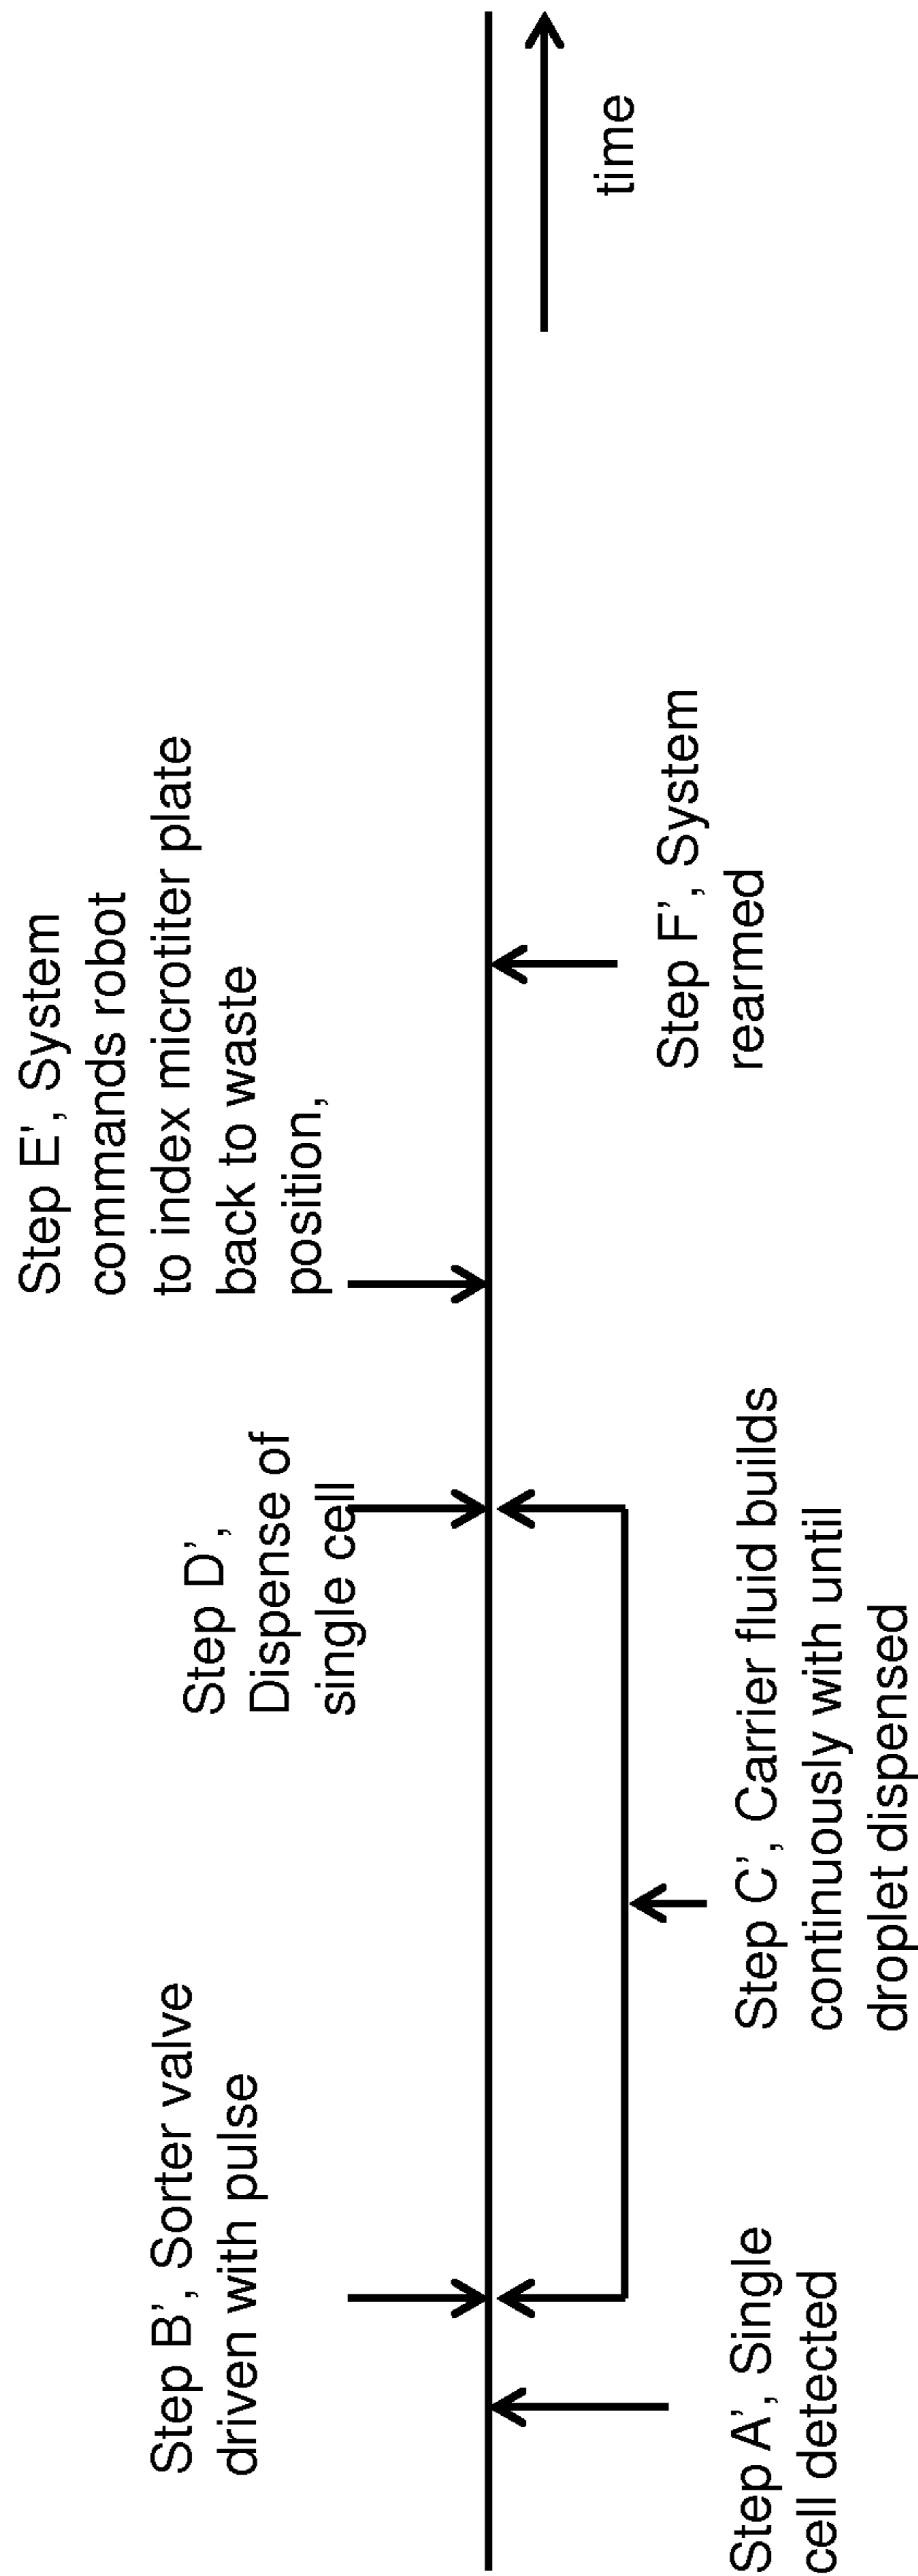 Step E', System
commands robot
to index microtiter plate
back to waste
position,
Step D',
Dispense of
single cell
Step B', Sorter valve
driven with pulse
time
Step F', System
rearmed
Step C', Carrier fluid builds
continuously with until
droplet dispensed
Step A', Single
cell detected